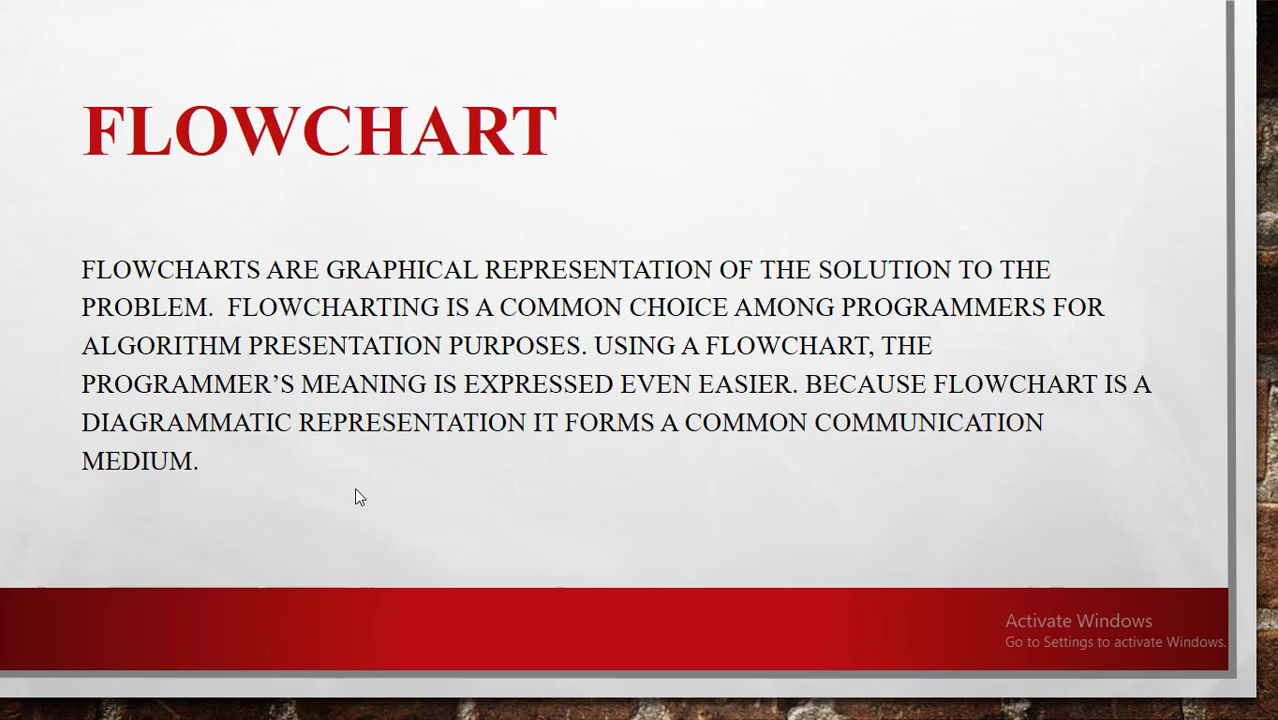 FLOWCHART
FLOWCHARTS ARE GRAPHICAL REPRESENTATION OF THE SOLUTION TO THE
PROBLEM.  FLOWCHARTING IS A COMMON CHOICE AMONG PROGRAMMERS FOR
ALGORITHM PRESENTATION PURPOSES. USING A FLOWCHART, THE
PROGRAMMER’S MEANING IS EXPRESSED EVEN EASIER. BECAUSE FLOWCHART IS A
DIAGRAMMATIC REPRESENTATION IT FORMS A COMMON COMMUNICATION
MEDIUM.
Activate Windows
Go to Settings to activate Windows.